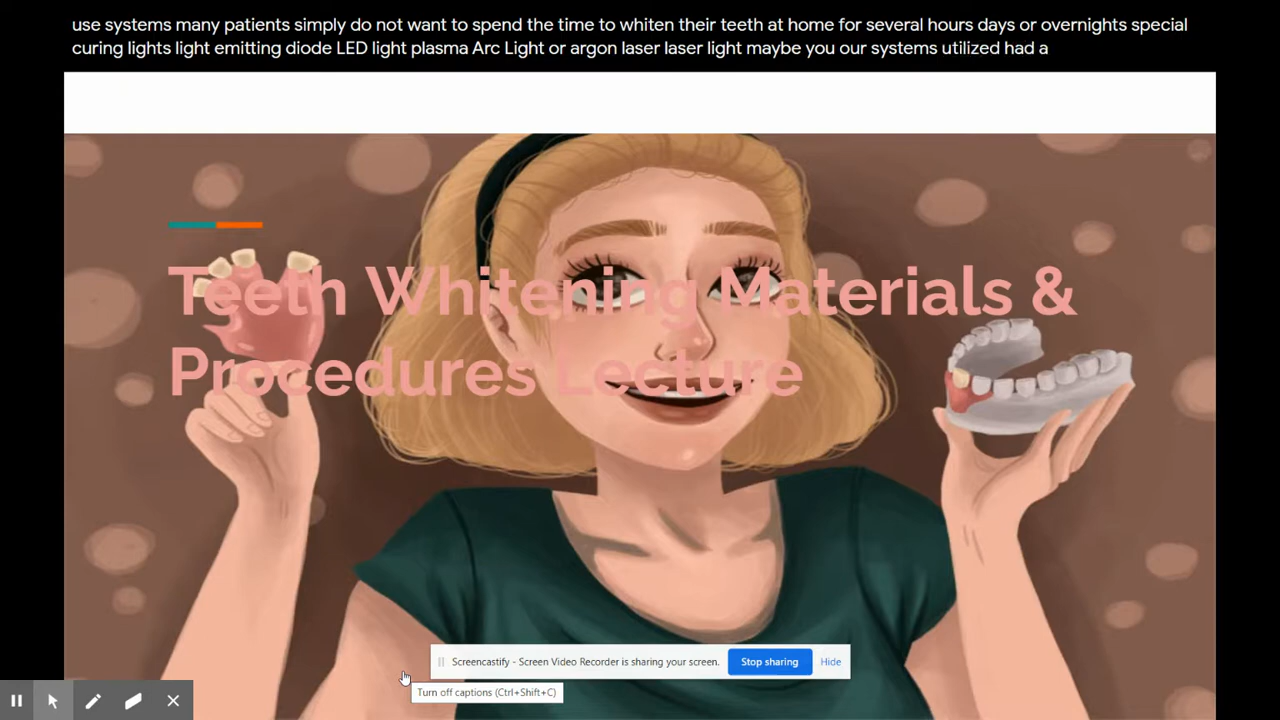 use systems many patients simply do not want to spend the time to whiten their teeth at home for several hours days or overnights special
curing lights light emitting diode LED light plasma Arc Light or argon laser laser light maybe you our systems utilized had a
Teeth Whitening Materials &
Procedures Lecture
Screencastify - Screen Video Recorder is sharing your screen.
Stop sharing
Hide
Turn off captions (Ctrl+Shift+C)